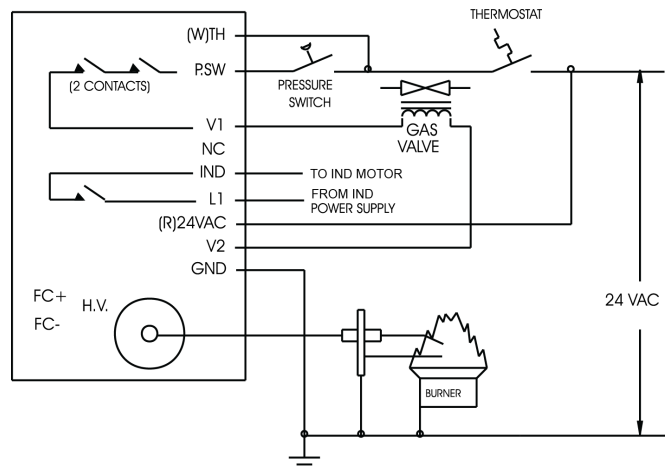 THERMOSTAT
(W)TH
P.SW
(2 CONTACTS)
PRESSURE
SWITCH
V1
GAS
VALVE
NC
IND
TO IND MOTOR
L1
FROM IND
POWER SUPPLY
(R)24VAC
V2
GND
FC+
H.V.
FC-
24 VAC
BURNER